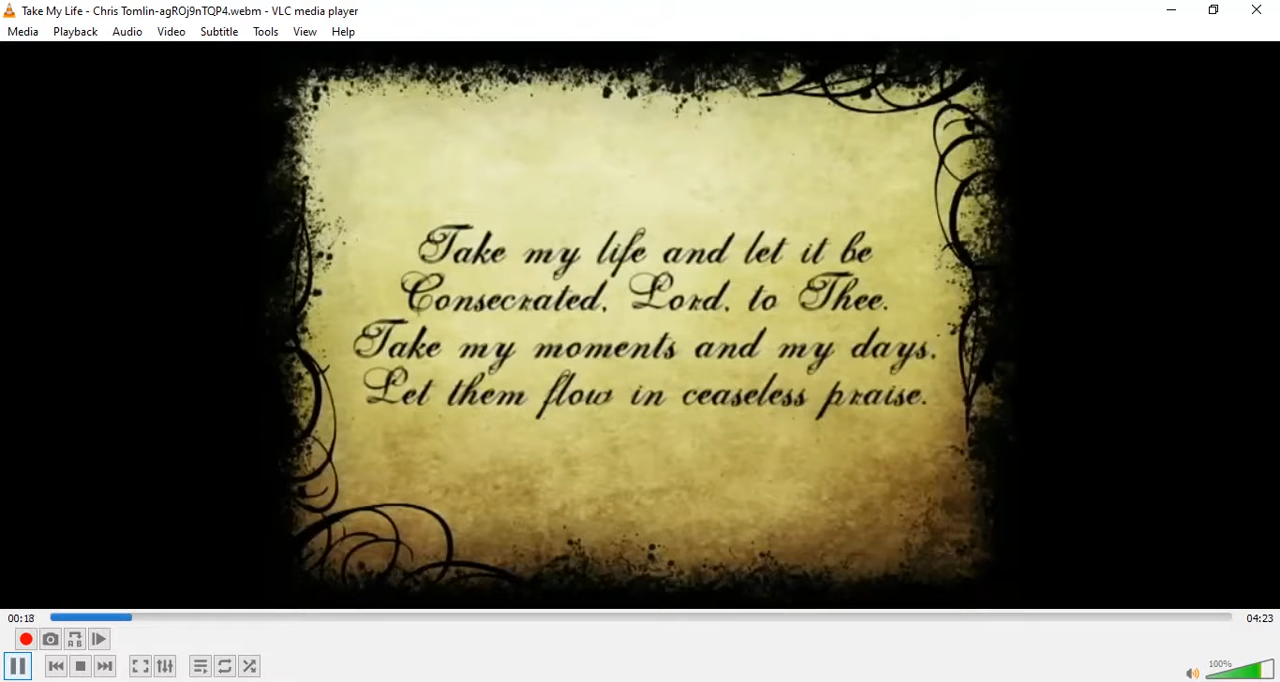 Take My Life - Chris Tomlin-agROj9nTQP4.webm - VLC media player
Media Playback Audio Video Subtitle Tools View Help
Take my life and let it be
Consecrated, Lord, to Thee.
Take my moments and my days,
Let them flow in ceaseless praise.
00:18 04:23
A B
100%